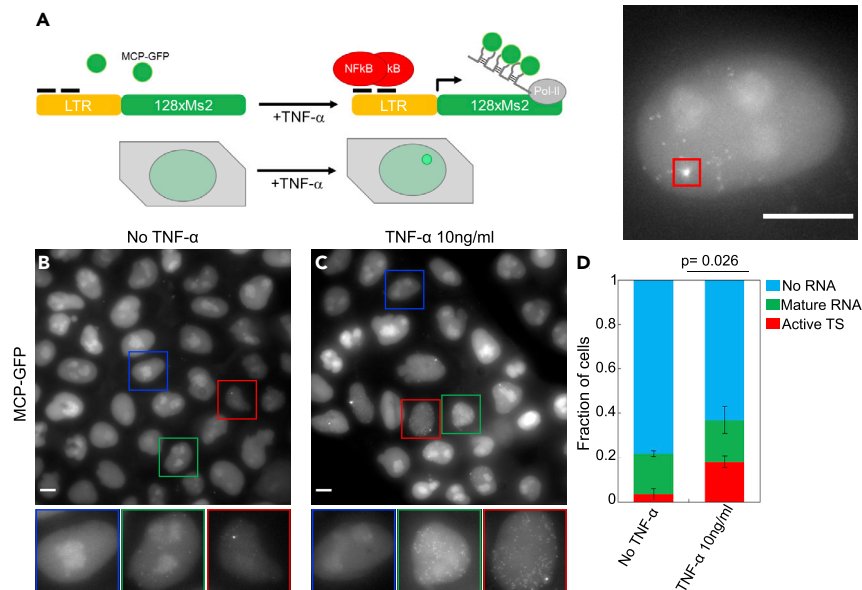 A
MCP-GFP
LTR
128xMs2
+TNF-α
NFkB
kB
LTR
128xMs2
Pol-II
+TNF-α
No TNF-α
TNF-α 10ng/ml
B
C
MCP-GFP
D
p= 0.026
No RNA
Mature RNA
Active TS
Fraction of cells
1
0.8
0.6
0.4
0.2
0
No TNF-α
TNF-α 10ng/ml